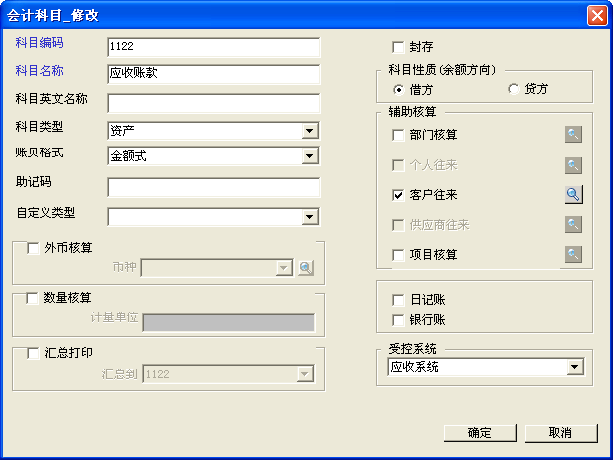 会计科目_修改
科目编码
1122
科目名称
应收账款
科目英文名称
科目类型
资产
账页格式
金额式
助记码
自定义类型
外币核算
币种
数量核算
计量单位
汇总打印
汇总到
1122
封存
科目性质(余额方向)
借方
贷方
辅助核算
部门核算
个人往来
客户往来
供应商往来
项目核算
日记账
银行账
受控系统
应收系统
确定
取消